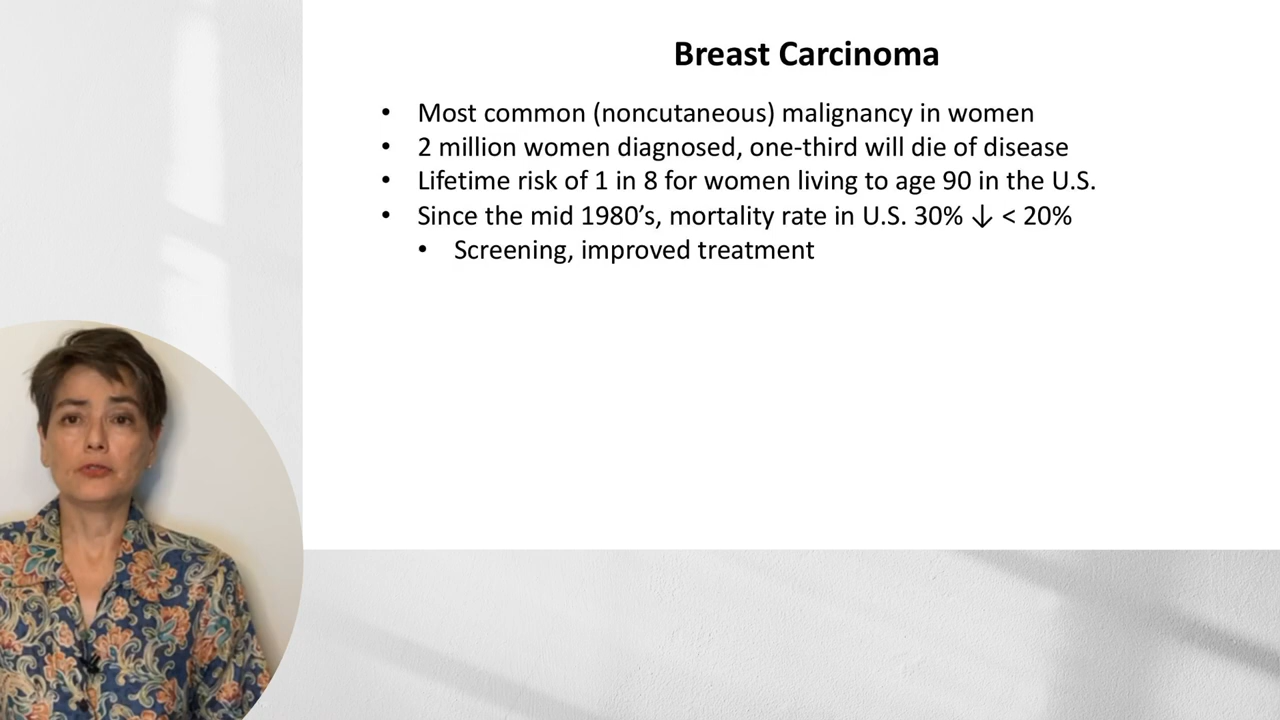 Breast Carcinoma
• Most common (noncutaneous) malignancy in women
• 2 million women diagnosed, one-third will die of disease
• Lifetime risk of 1 in 8 for women living to age 90 in the U.S.
• Since the mid 1980’s, mortality rate in U.S. 30% ↓ < 20%
• Screening, improved treatment